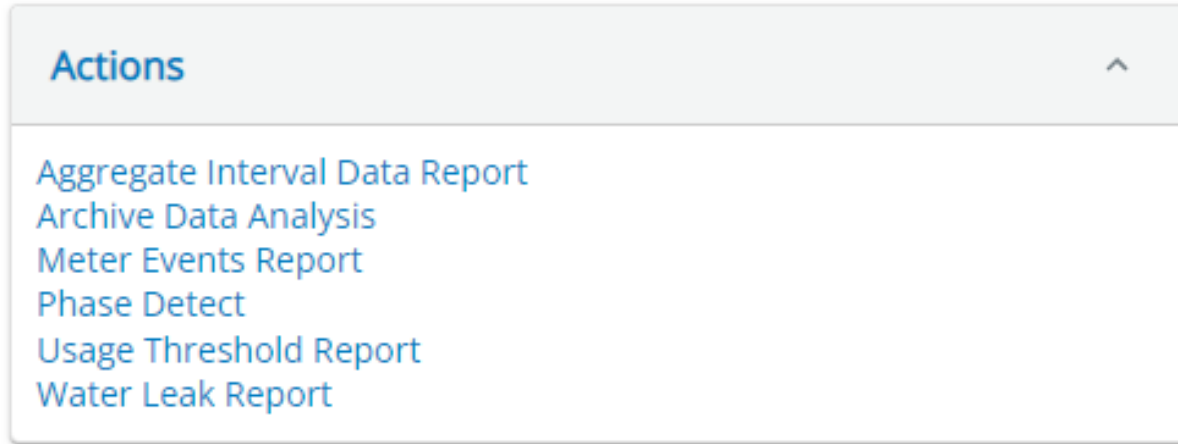 Actions
Aggregate Interval Data Report
Archive Data Analysis
Meter Events Report
Phase Detect
Usage Threshold Report
Water Leak Report